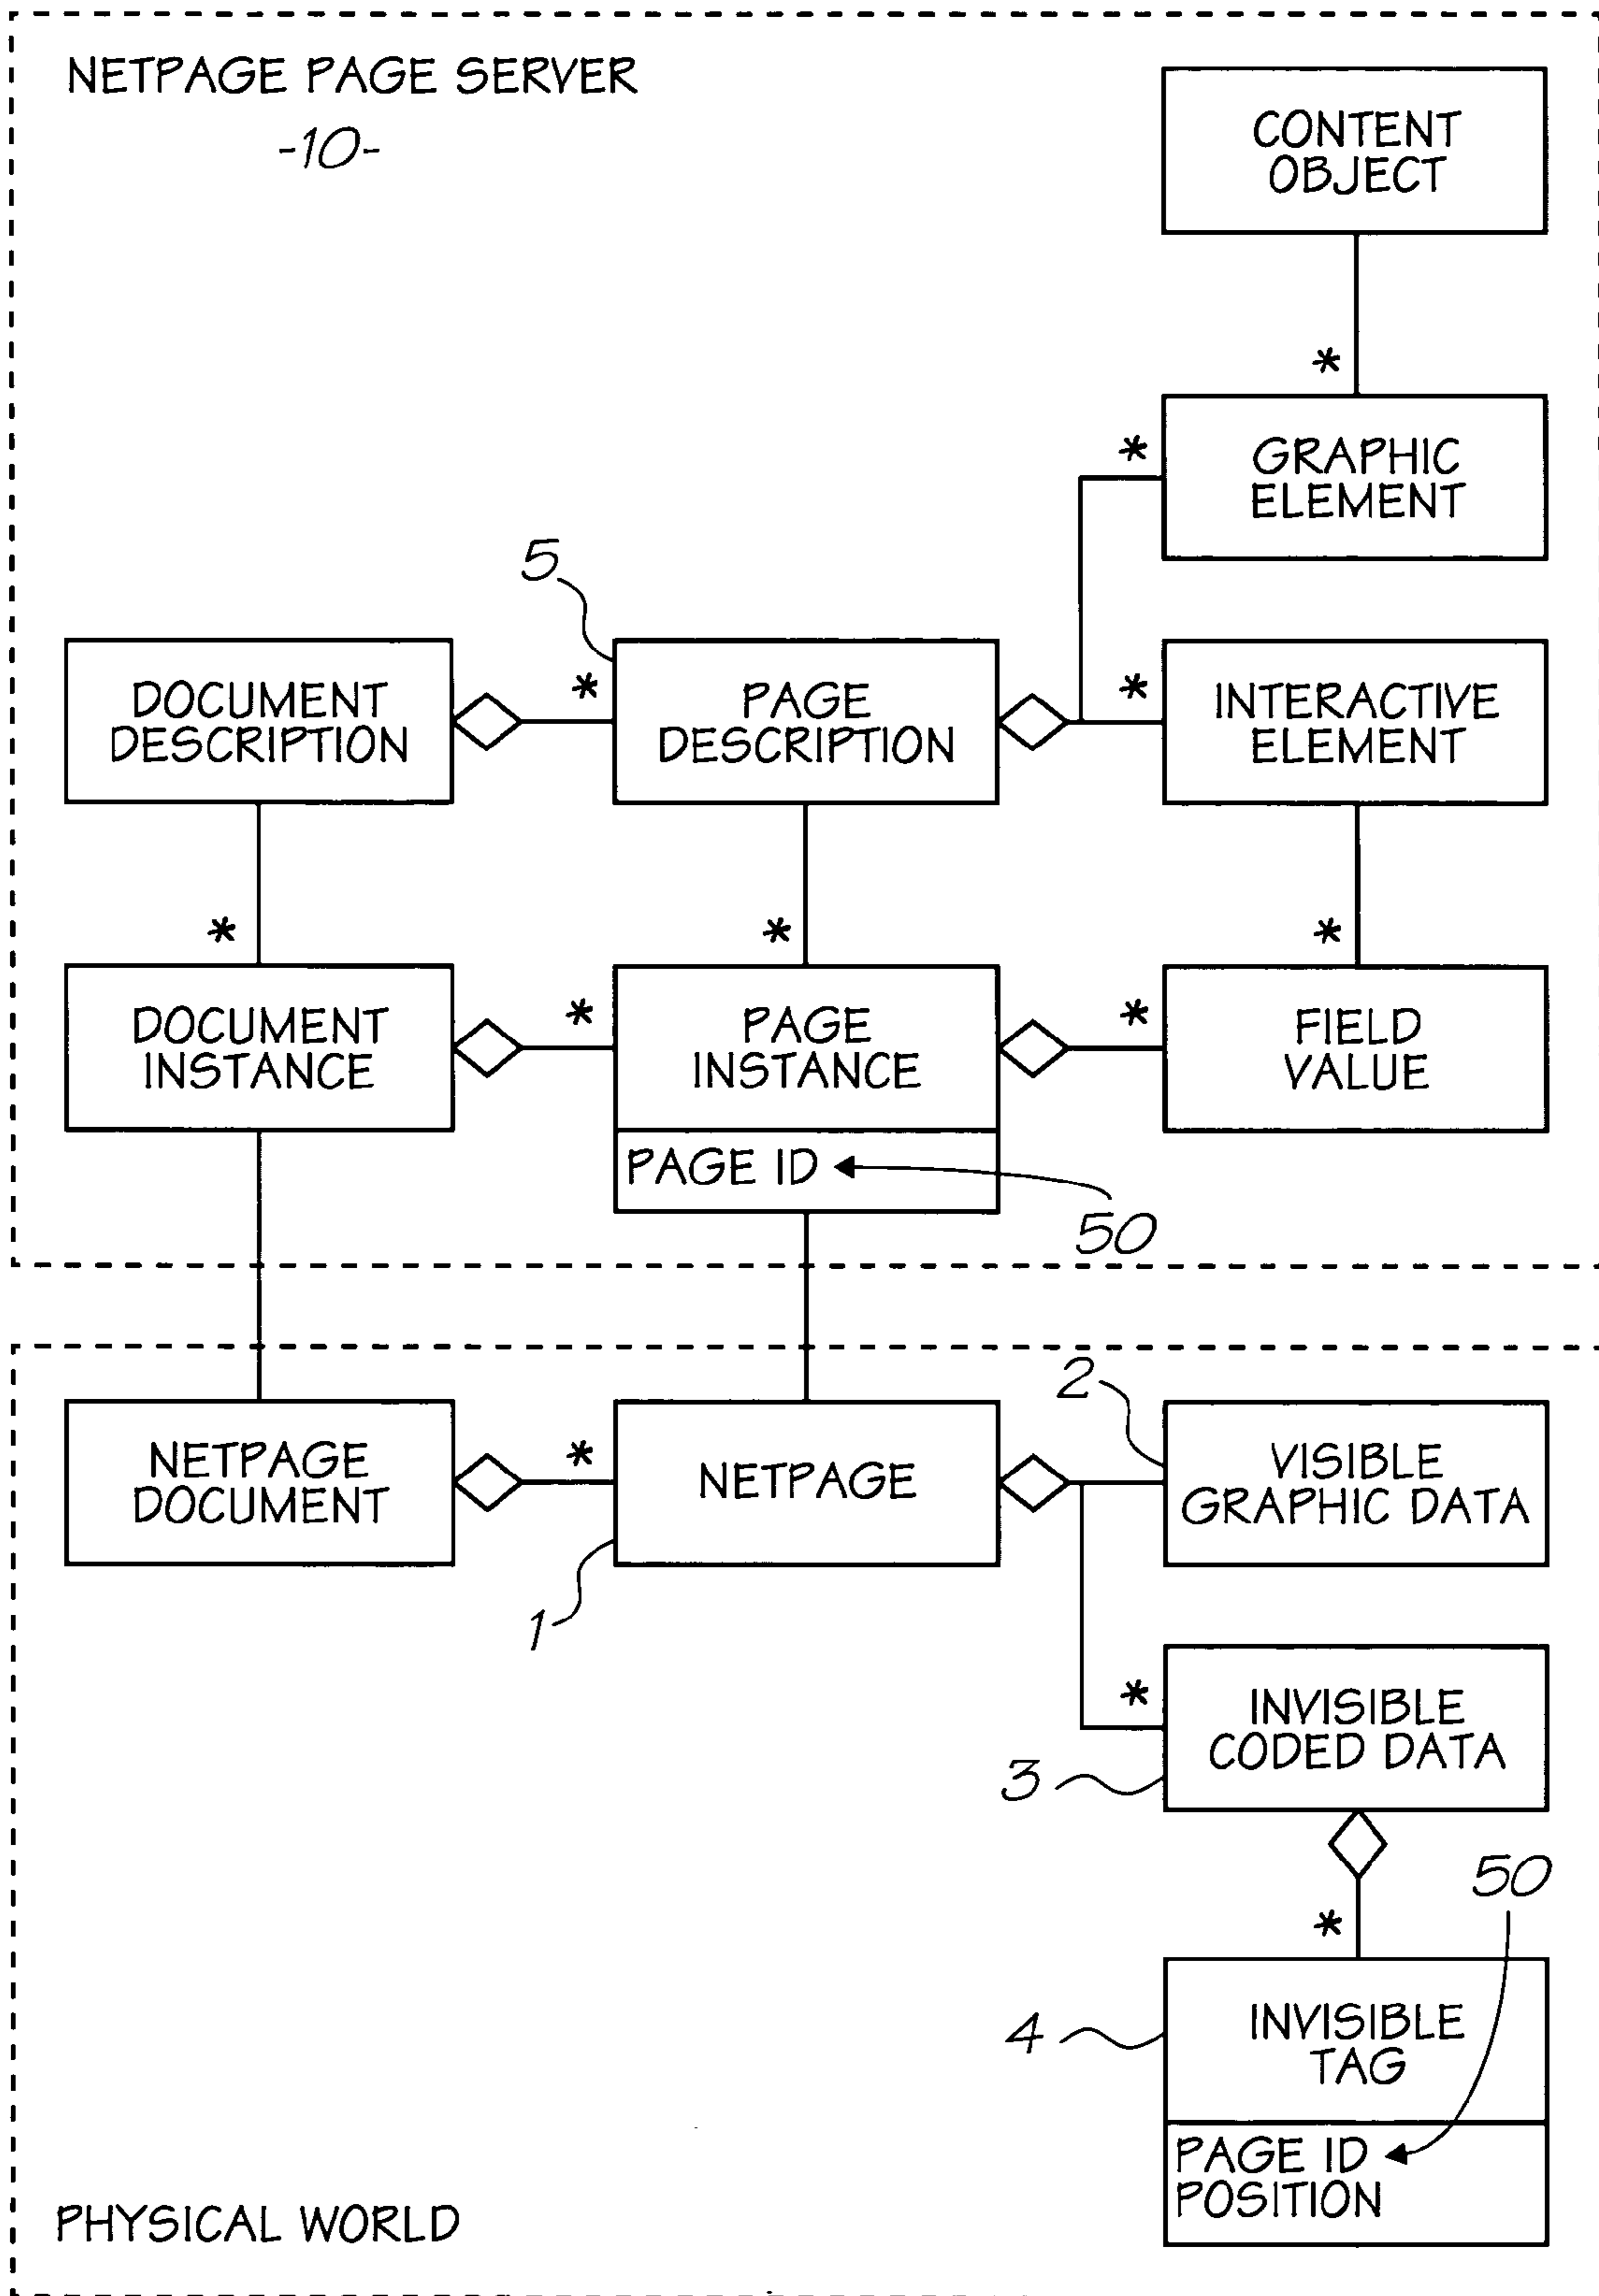 NETPAGE PAGE SERVER
-10-
CONTENT
OBJECT
*
*
GRAPHIC
ELEMENT
5
DOCUMENT
DESCRIPTION
*
PAGE
DESCRIPTION
*
INTERACTIVE
ELEMENT
*
*
*
DOCUMENT
INSTANCE
*
PAGE
INSTANCE
*
FIELD
VALUE
PAGE ID
50
2
NETPAGE
DOCUMENT
*
NETPAGE
VISIBLE
GRAPHIC DATA
1
*
INVISIBLE
CODED DATA
3
50
*
4
INVISIBLE
TAG
PAGE ID
POSITION
PHYSICAL WORLD